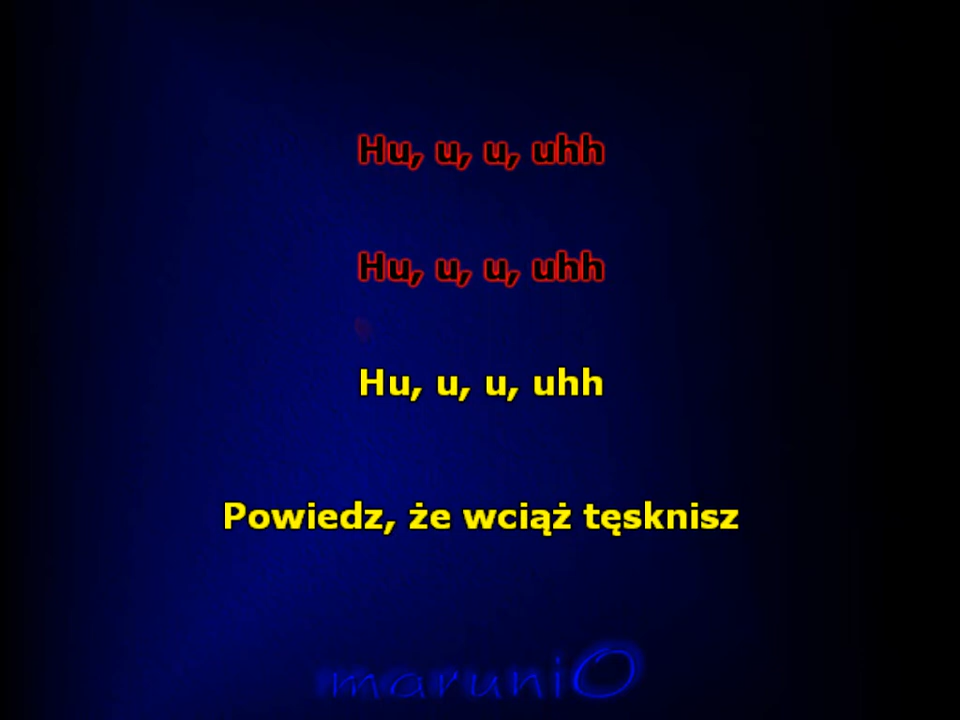 Hu, u, u, uhh
Hu, u, u, uhh
Hu, u, u, uhh
Powiedz, że wciąż tęsknisz
maruniO